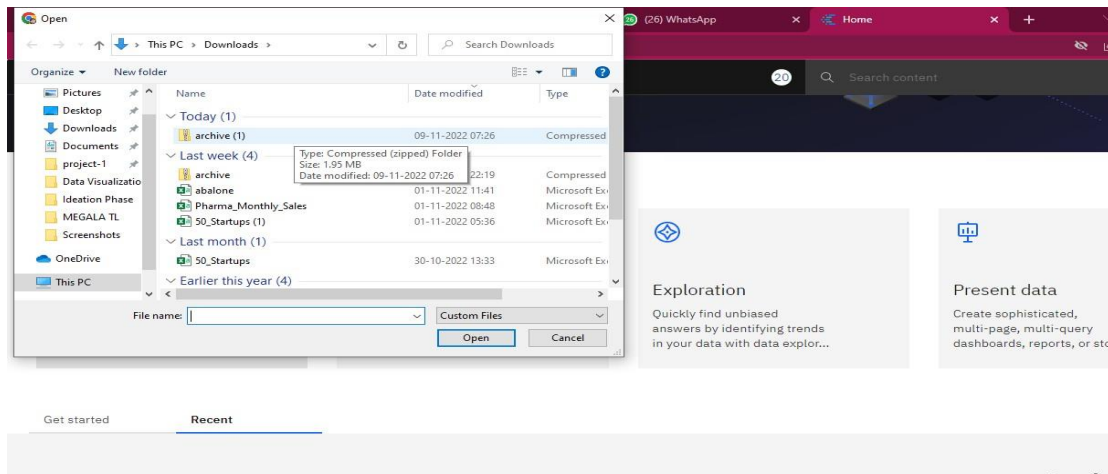 Open
(26) WhatsApp
Home
This PC > Downloads >
Search Downloads
Organize
New folder
20
Search content
Pictures
Desktop
Downloads
Documents
project-1
Data Visualizatio
Ideation Phase
MEGALA TL
Screenshots
OneDrive
This PC
Name Date modified Type
Today (1)
archive (1) 09-11-2022 07:26 Compressed
Type: Compressed (zipped) Folder
Size: 1.95 MB
Date modified: 09-11-2022 07:26
Last week (4)
archive 22:19 Compressed
abalone 01-11-2022 11:41 Microsoft Ex
Pharma_Monthly_Sales 01-11-2022 08:48 Microsoft Ex
50_Startups (1) 01-11-2022 05:36 Microsoft Ex
Last month (1)
50_Startups 30-10-2022 13:33 Microsoft Ex
Earlier this year (4)
File name:
Custom Files
Open Cancel
Exploration
Quickly find unbiased
answers by identifying trends
in your data with data explor...
Present data
Create sophisticated,
multi-page, multi-query
dashboards, reports, or sto
Get started Recent